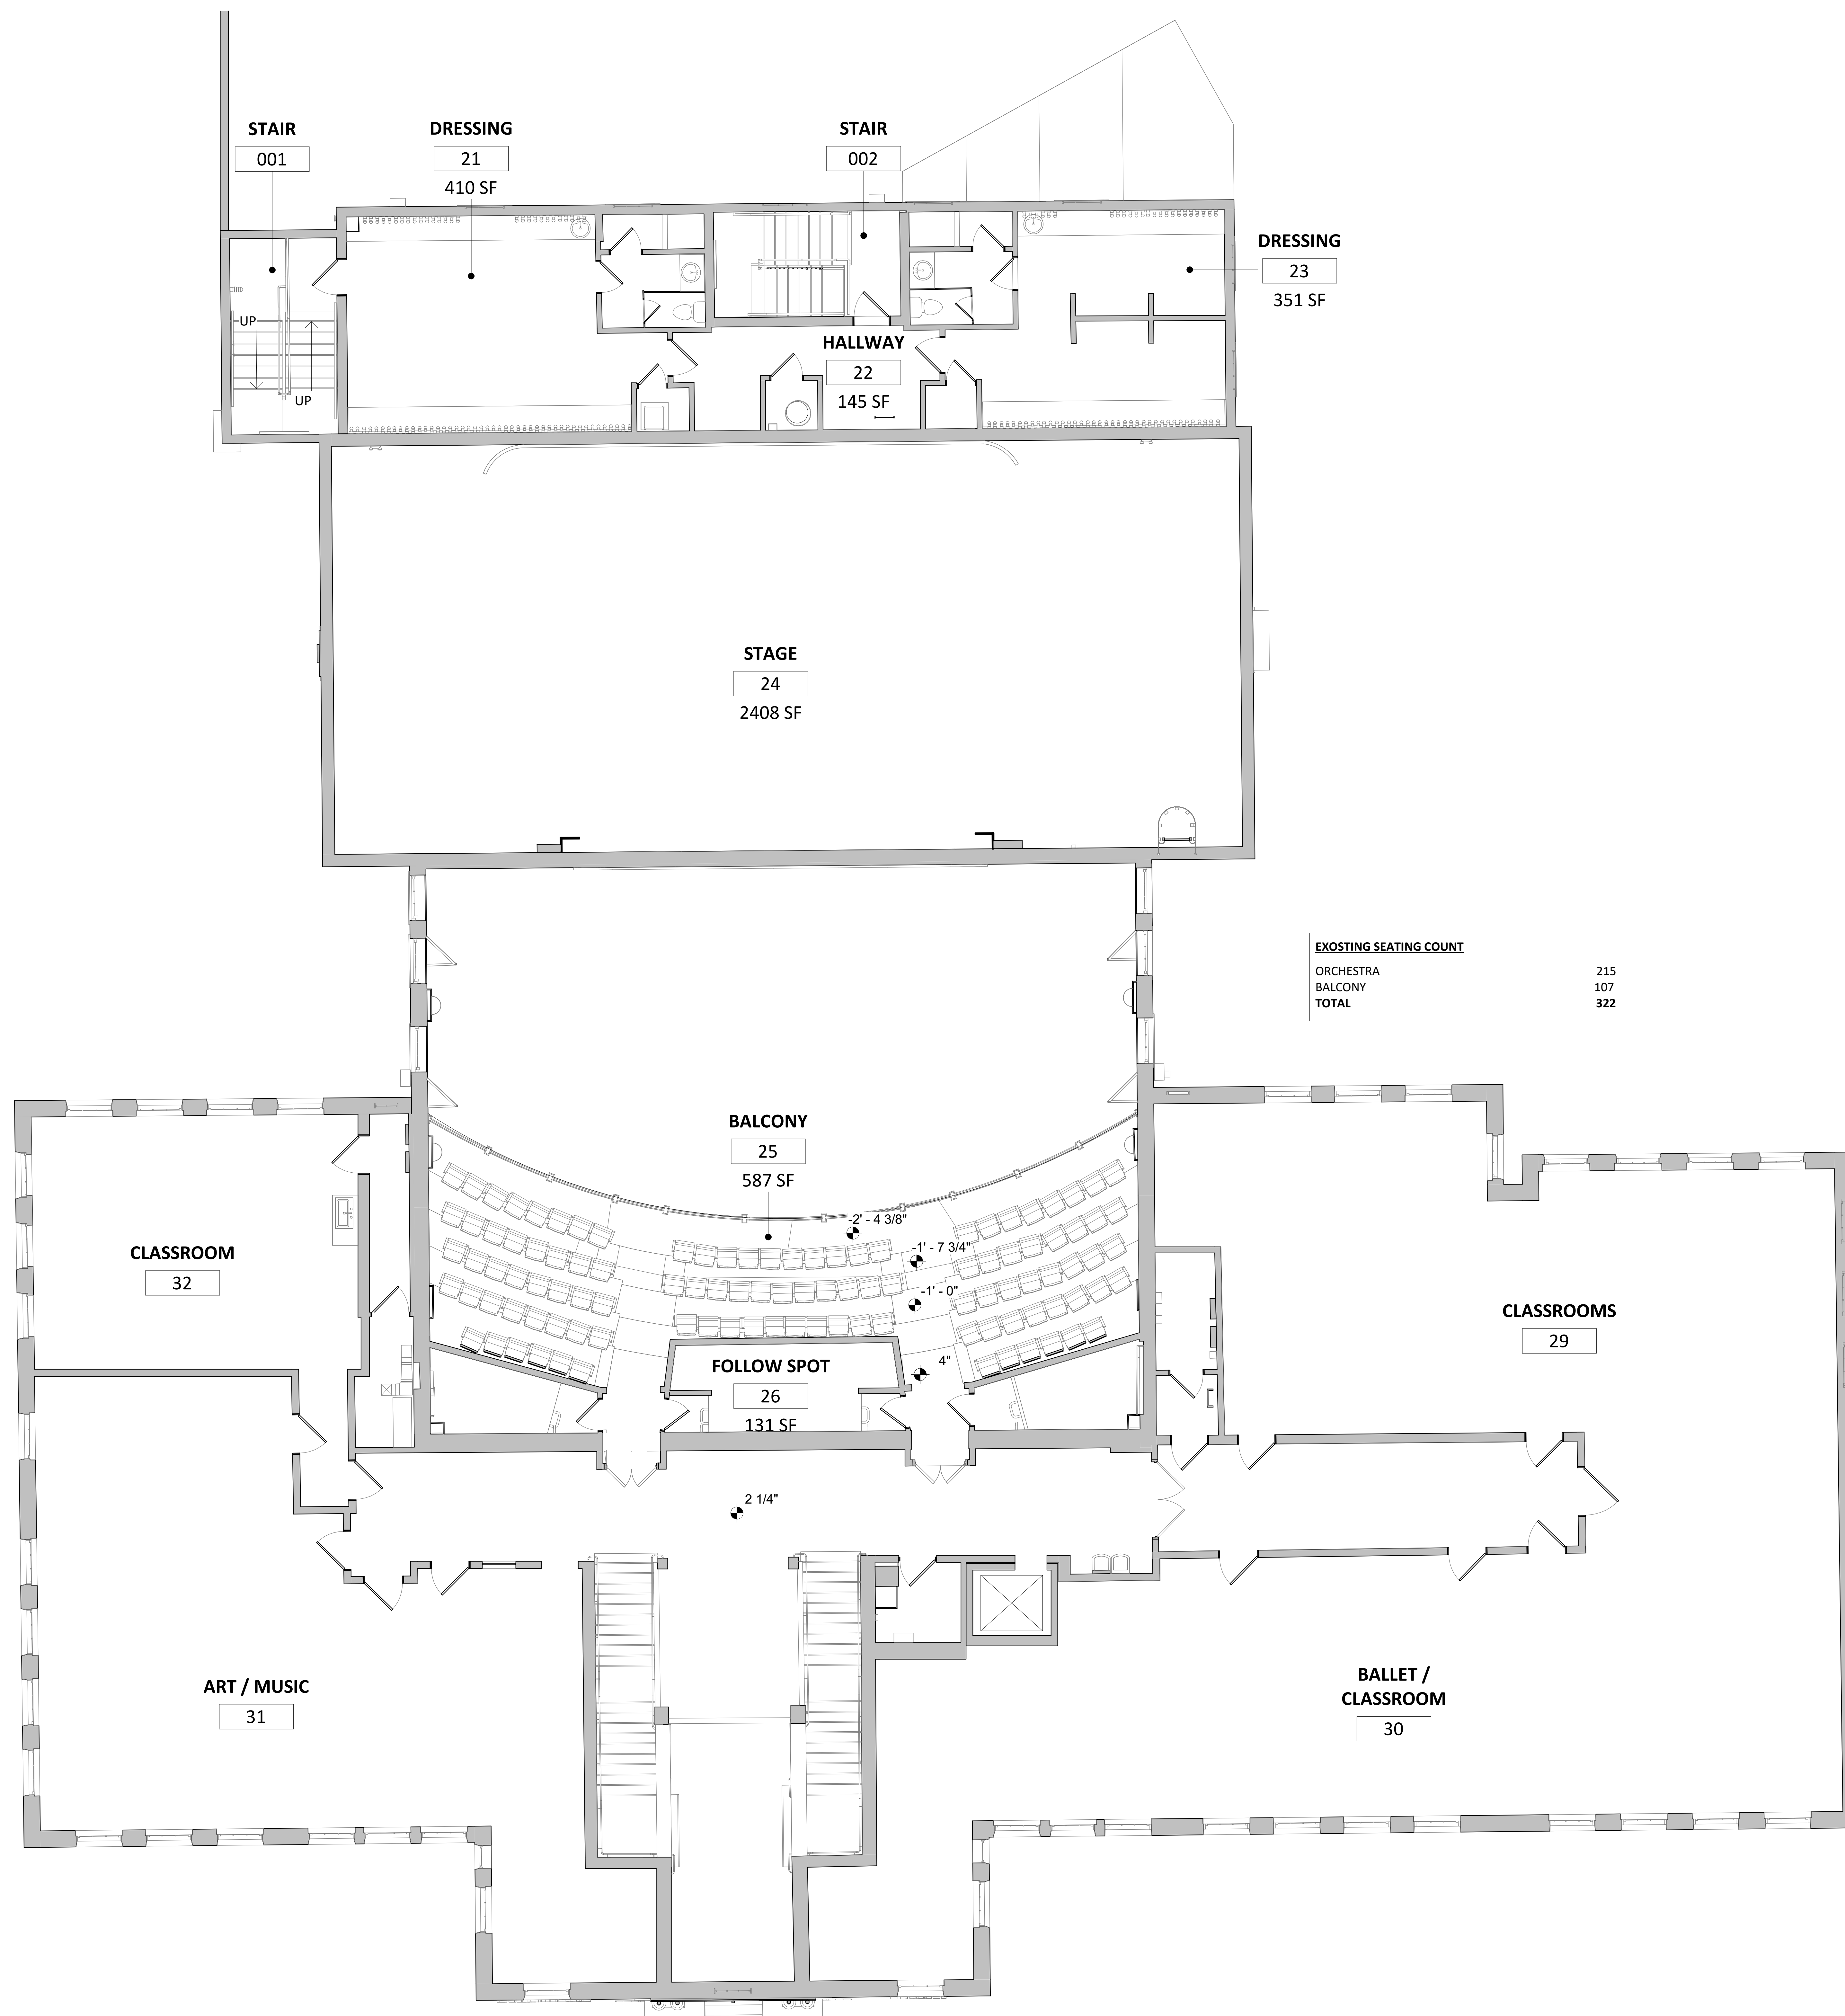 STAIR
001
DRESSING
21
410 SF
STAIR
002
DRESSING
23
351 SF
UP
UP
HALLWAY
22
145 SF
STAGE
24
2408 SF
EXOSTING SEATING COUNT
ORCHESTRA 215
BALCONY 107
TOTAL 322
BALCONY
25
587 SF
-2' - 4 3/8"
-1' - 7 3/4"
-1' - 0"
CLASSROOM
32
CLASSROOMS
29
FOLLOW SPOT
26
131 SF
4"
2 1/4"
ART / MUSIC
31
BALLET /
CLASSROOM
30